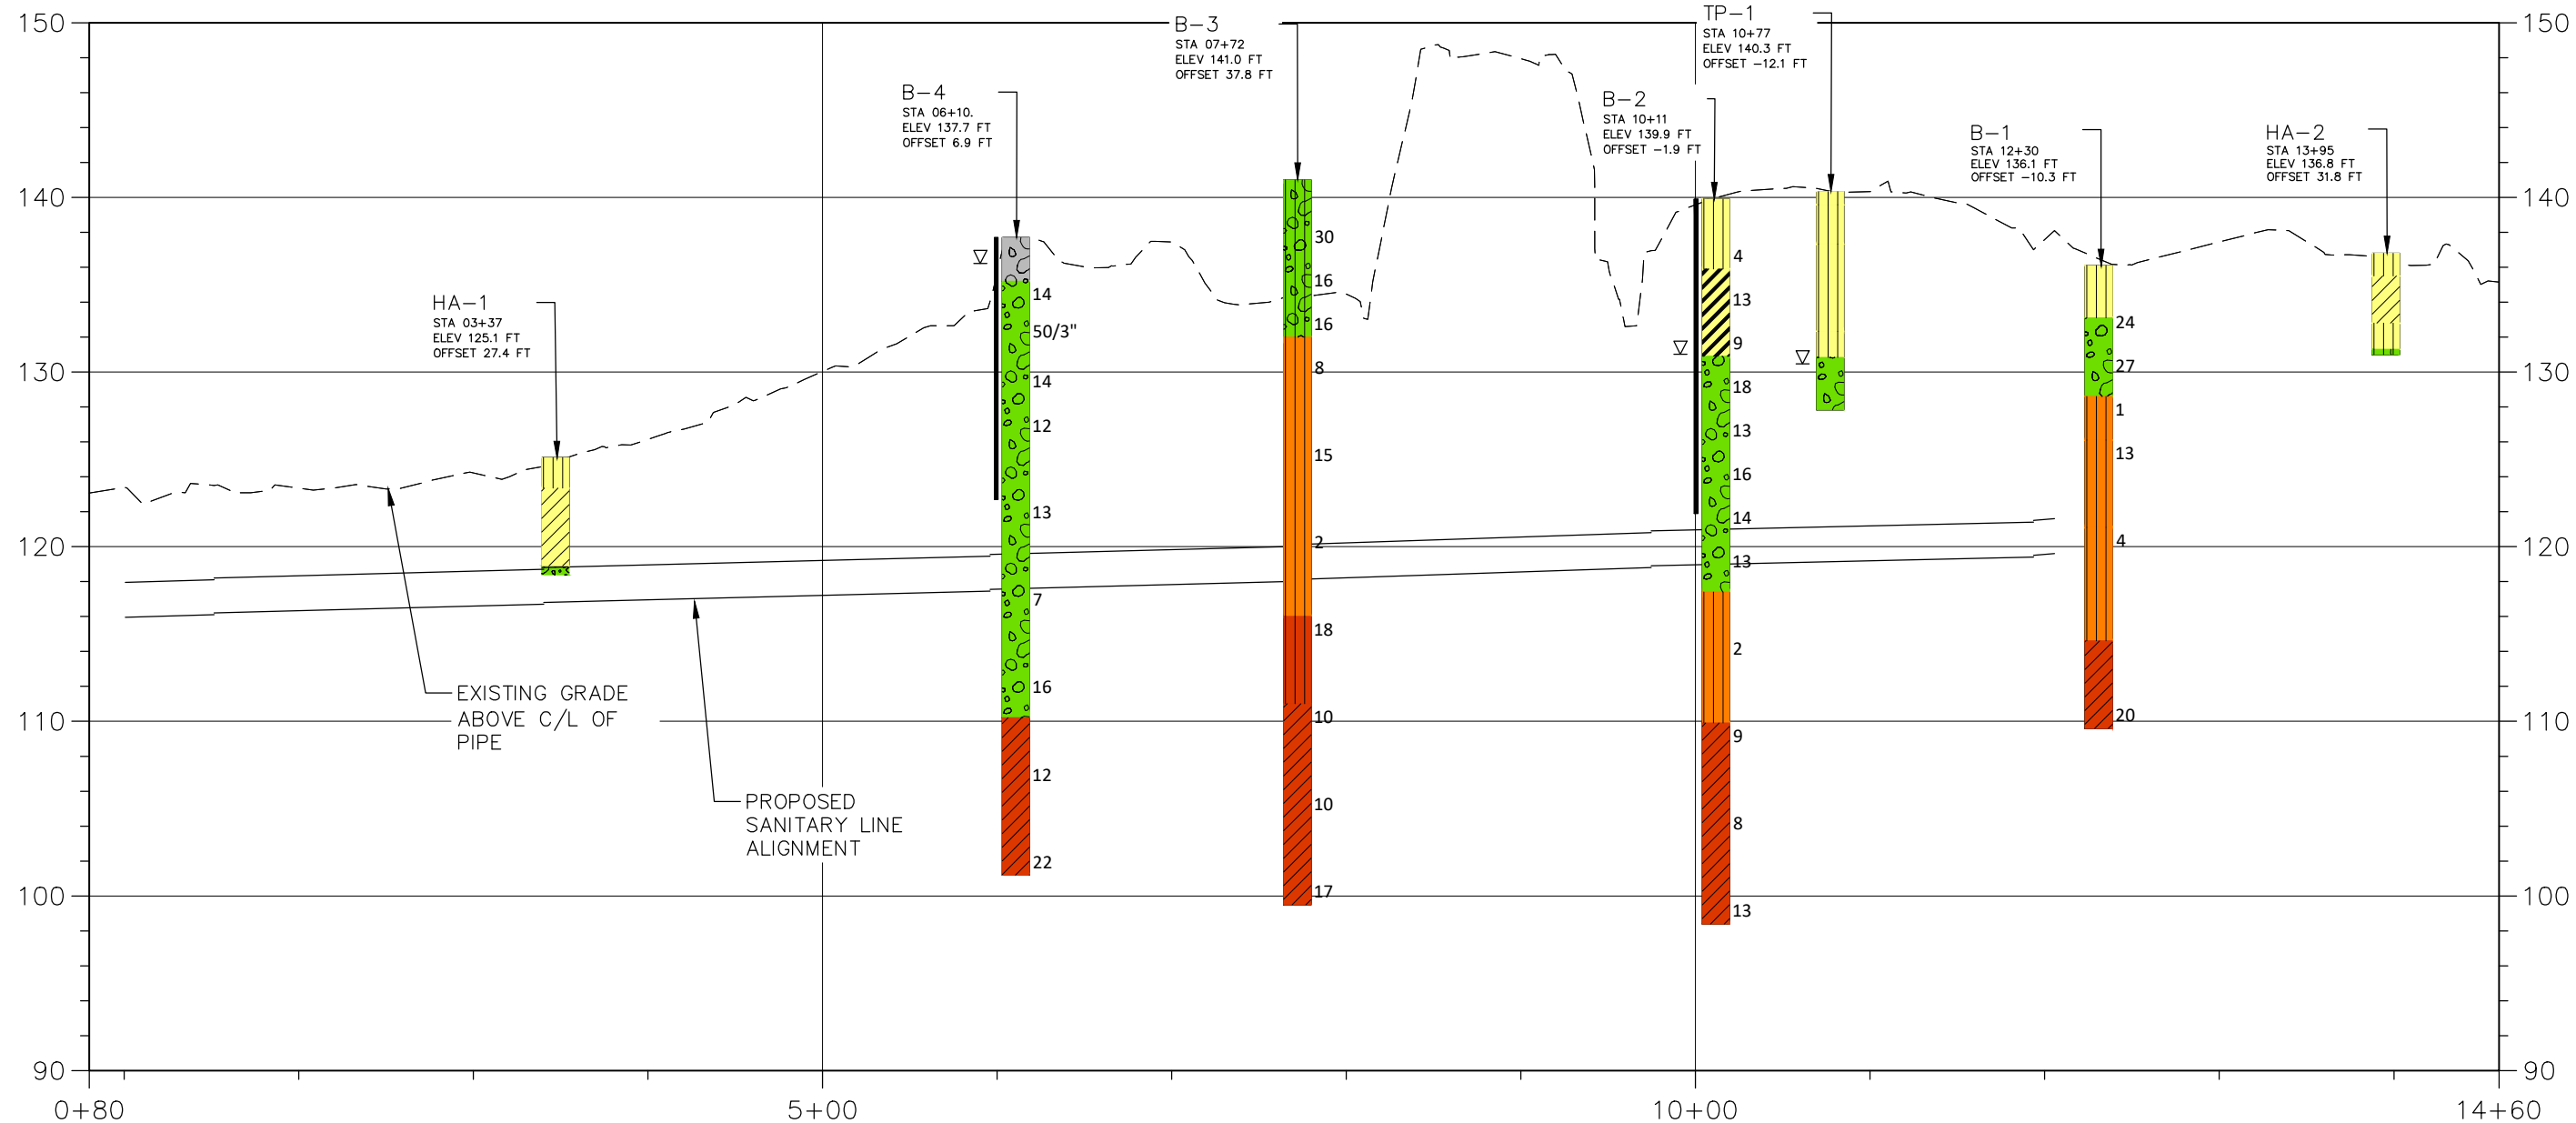 150
140
130
120
110
100
90
HA-1
STA 03+37
ELEV 125.1 FT
OFFSET 27.4 FT
EXISTING GRADE
ABOVE C/L OF
PIPE
PROPOSED
SANITARY LINE
ALIGNMENT
B-4
STA 06+10.
ELEV 137.7 FT
OFFSET 6.9 FT
14
50/3"
14
12
13
7
16
12
22
B-3
STA 07+72
ELEV 141.0 FT
OFFSET 37.8 FT
30
16
16
8
15
2
18
10
10
17
B-2
STA 10+11
ELEV 139.9 FT
OFFSET -1.9 FT
4
13
9
18
13
16
14
13
2
9
8
13
TP-1
STA 10+77
ELEV 140.3 FT
OFFSET -12.1 FT
B-1
STA 12+30
ELEV 136.1 FT
OFFSET -10.3 FT
24
27
1
13
4
20
HA-2
STA 13+95
ELEV 136.8 FT
OFFSET 31.8 FT
150
140
130
120
110
100
90
0+80
5+00
10+00
14+60